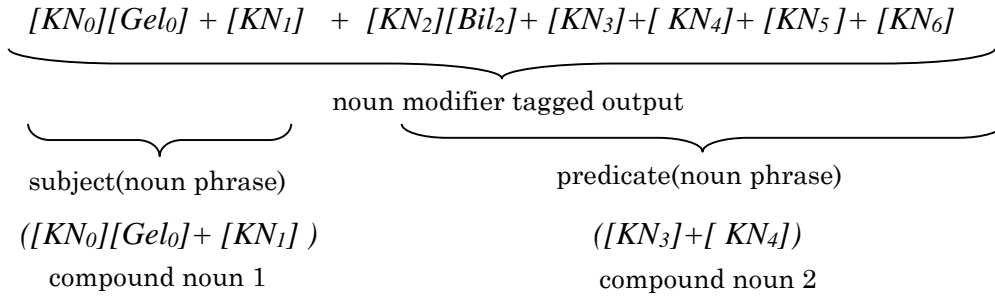 [KN0][Gel0] + [KN1] + [KN2][Bil2]+ [KN3]+[ KN4]+ [KN5]+ [KN6]
noun modifier tagged output
subject(noun phrase) predicate(noun phrase)
([KN0][Gel0]+ [KN1] ) ([KN3]+[ KN4])
compound noun 1 compound noun 2